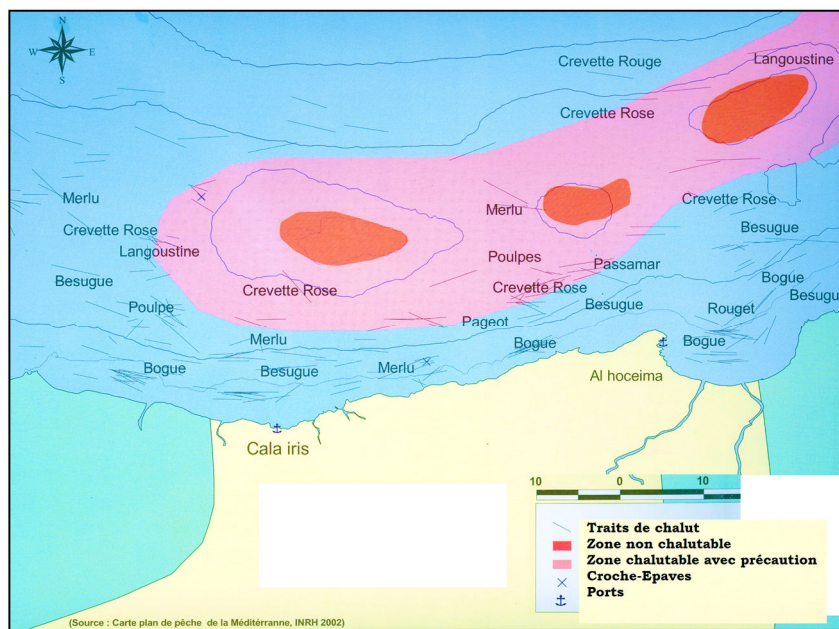 N
W E
S
Crevette Rouge
Langoustine
Crevette Rose
Merlu
Merlu
Crevette Rose
Crevette Rose
Langoustine
Besugue
Poulpes
Passamar
Besugue
Bogue
Crevette Rose
Crevette Rose
Besugue
Besugu
Poulpe
Rouget
Pageot
Merlu
Bogue
Bogue
Bogue
Besugue
Merlu
Al hoceima
Cala iris
10 0 10
Traits de chalut
Zone non chalutable
Zone chalutable avec précaution
Croche-Epaves
Ports
(Source : Carte plan de pêche de la Méditérranne, INRH 2002)